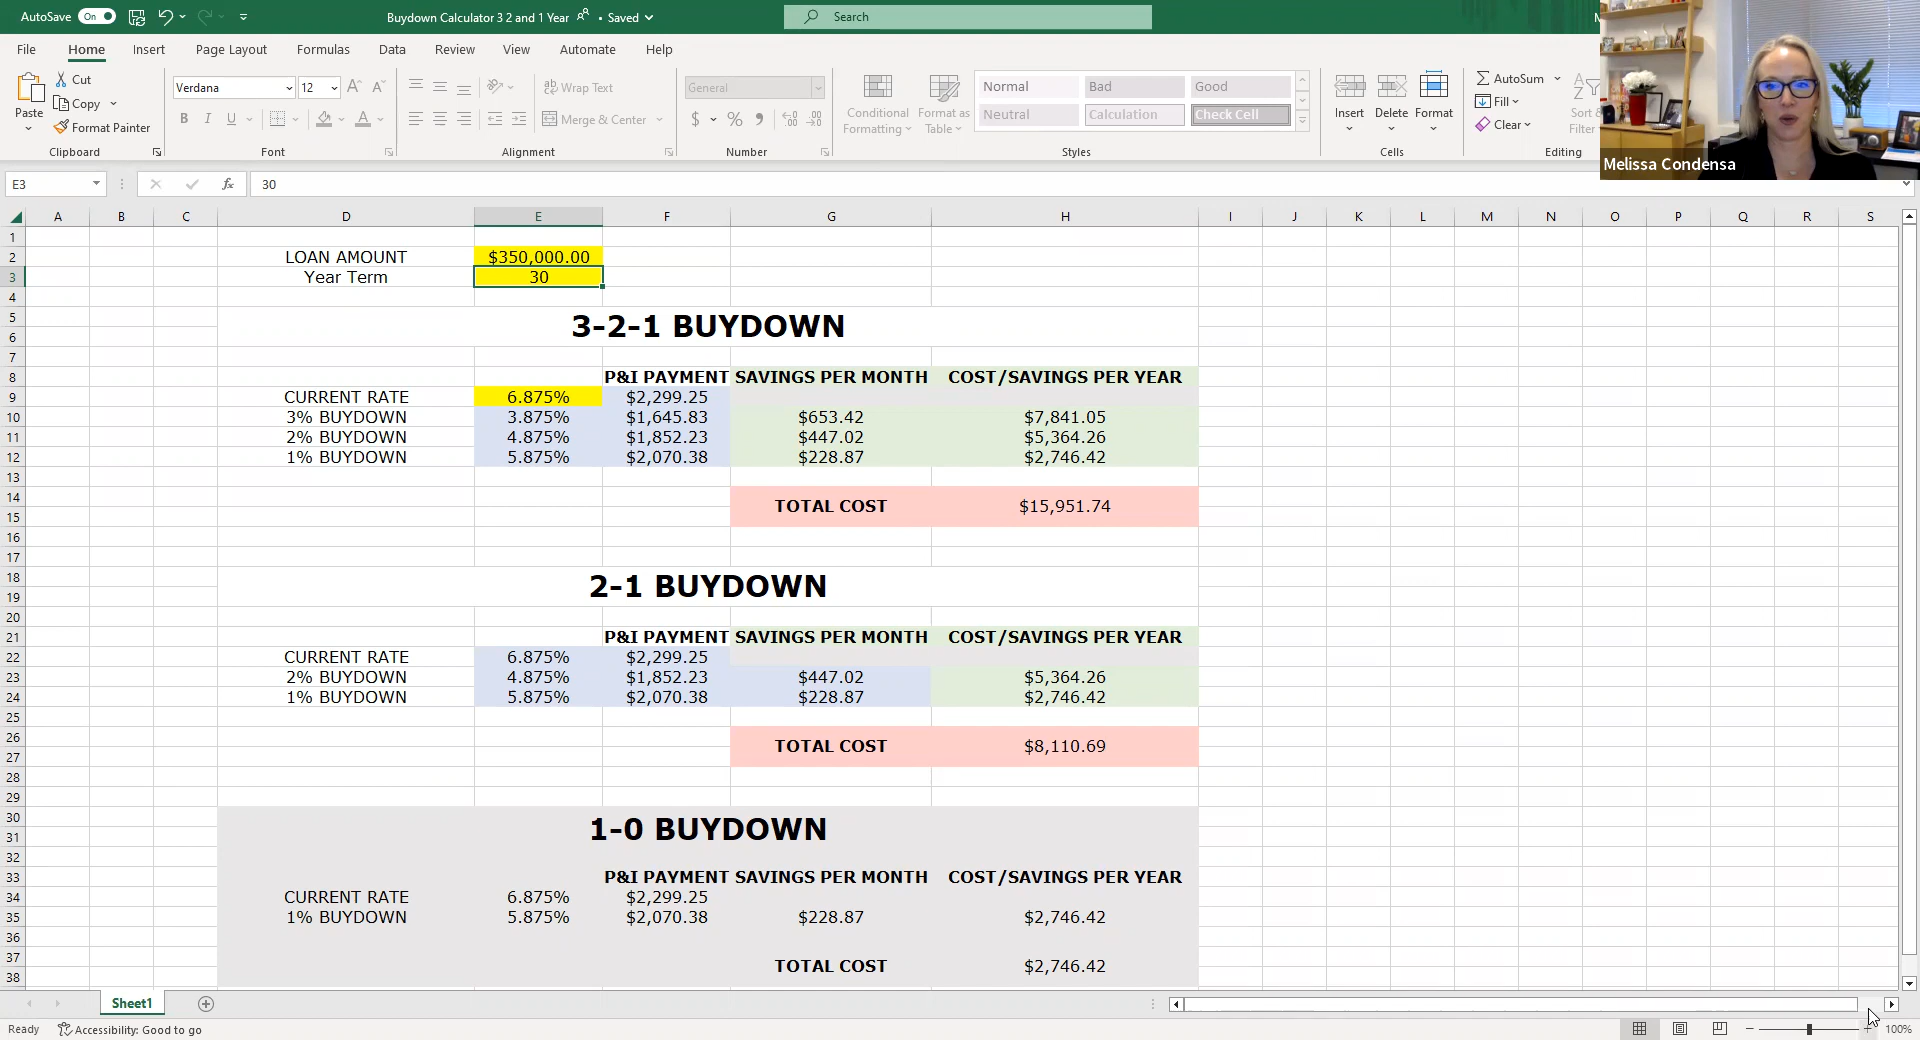 AutoSave On Buydown Calculator 3 2 and 1 Year • Saved Search
File Home Insert Page Layout Formulas Data Review View Automate Help
Paste Cut Copy Format Painter Clipboard
Verdana 12 A A B I U A Font
Wrap Text Merge & Center Alignment
General $ % Number
Conditional Formatting Format as Table
Normal Bad Good
Neutral Calculation Check Cell
Styles
Insert Delete Format Cells
AutoSum Fill Clear Sort & Filter Editing
Melissa Condensa
E3 fx 30
A B C D E F G H I J K L M N O P Q R S
1
2 LOAN AMOUNT $350,000.00
3 Year Term 30
4
5
3-2-1 BUYDOWN
6
7
8 P&I PAYMENT SAVINGS PER MONTH COST/SAVINGS PER YEAR
9 CURRENT RATE 6.875% $2,299.25
10 3% BUYDOWN 3.875% $1,645.83 $653.42 $7,841.05
11 2% BUYDOWN 4.875% $1,852.23 $447.02 $5,364.26
12 1% BUYDOWN 5.875% $2,070.38 $228.87 $2,746.42
13
14
TOTAL COST $15,951.74
15
16
17
18
2-1 BUYDOWN
19
20
21 P&I PAYMENT SAVINGS PER MONTH COST/SAVINGS PER YEAR
22 CURRENT RATE 6.875% $2,299.25
23 2% BUYDOWN 4.875% $1,852.23 $447.02 $5,364.26
24 1% BUYDOWN 5.875% $2,070.38 $228.87 $2,746.42
25
26
TOTAL COST $8,110.69
27
28
29
30
1-0 BUYDOWN
31
32
33 P&I PAYMENT SAVINGS PER MONTH COST/SAVINGS PER YEAR
34 CURRENT RATE 6.875% $2,299.25
35 1% BUYDOWN 5.875% $2,070.38 $228.87 $2,746.42
36
37
TOTAL COST $2,746.42
38
Sheet1
Ready Accessibility: Good to go 100%